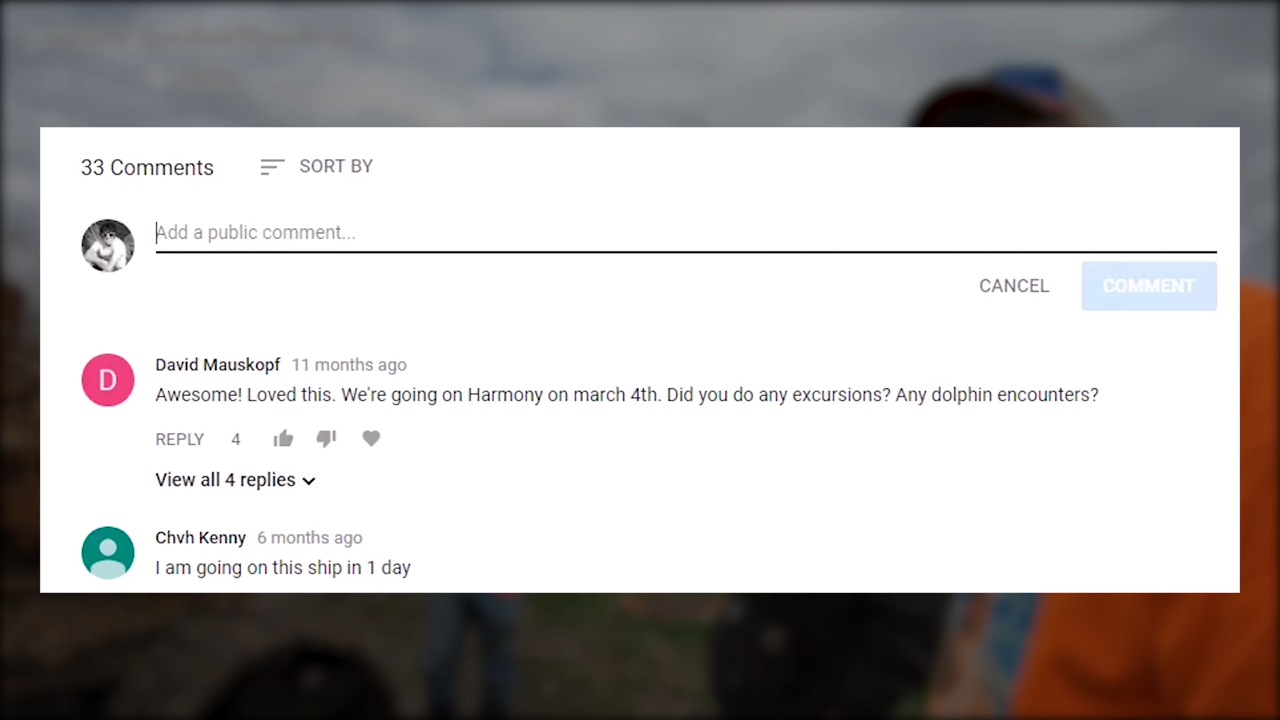 33 Comments
SORT BY
Add a public comment...
CANCEL
COMMENT
D
David Mauskopf 11 months ago
Awesome! Loved this. We're going on Harmony on march 4th. Did you do any excursions? Any dolphin encounters?
REPLY 4
View all 4 replies
Chvh Kenny 6 months ago
I am going on this ship in 1 day